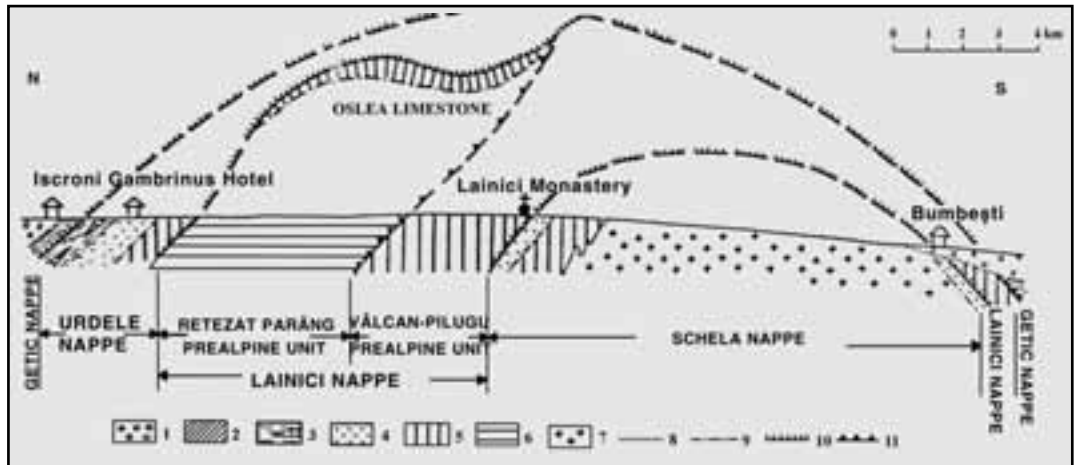 0 1 2 3 4 km
N
S
OSLEA LIMESTONE
Iscroni Gambrinus Hotel
Lainici Monastery
Bumbești
GETIC NAPPE
URDELE
NAPPE
RETEZAT PARÂNG
PREALPINE UNIT
VÂLCAN-PILUGU
PREALPINE UNIT
LAINICI NAPPE
SCHELA NAPPE
LAINICI NAPPE
GETIC NAPPE
1 2 3 4 5 6 7 8 9 10 11